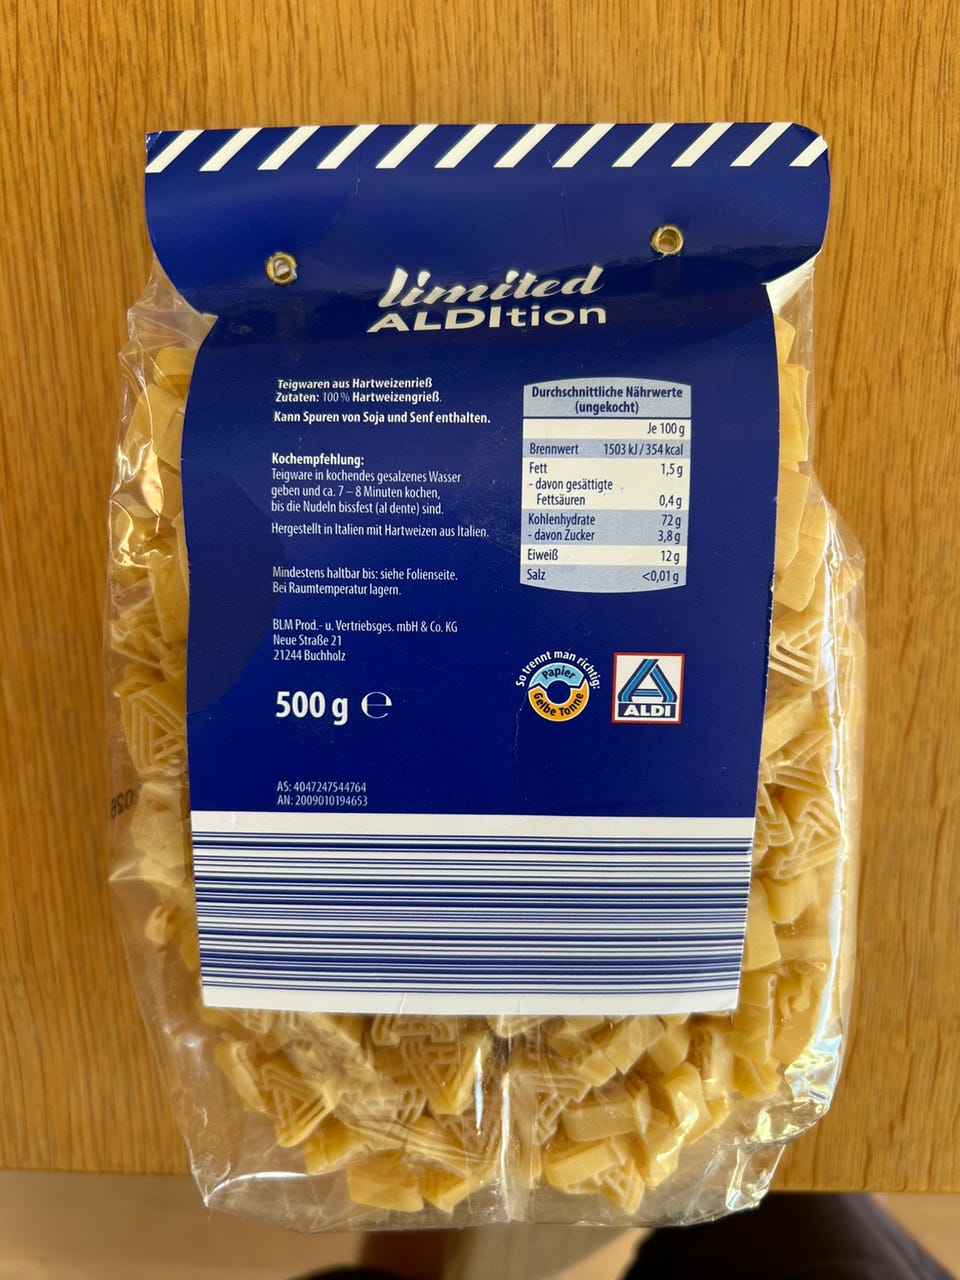 limited
ALDItion
Teigwaren aus Hartweizenrieß
Zutaten: 100 % Hartweizengrieß.
Kann Spuren von Soja und Senf enthalten.
Kochempfehlung:
Teigware in kochendes gesalzenes Wasser
geben und ca. 7 – 8 Minuten kochen,
bis die Nudeln bissfest (al dente) sind.
Hergestellt in Italien mit Hartweizen aus Italien.
Mindestens haltbar bis: siehe Folienseite.
Bei Raumtemperatur lagern.
BLM Prod.- u. Vertriebsges. mbH & Co. KG
Neue Straße 21
21244 Buchholz
500 g ℮
AS: 4047247544764
AN: 2009010194653
Durchschnittliche Nährwerte
(ungekocht)
Je 100 g
Brennwert 1503 kJ / 354 kcal
Fett 1,5 g
- davon gesättigte
Fettsäuren 0,4 g
Kohlenhydrate 72 g
- davon Zucker 3,8 g
Eiweiß 12 g
Salz <0,01 g
So trennt man richtig:
Papier
Gelbe Tonne
ALDI